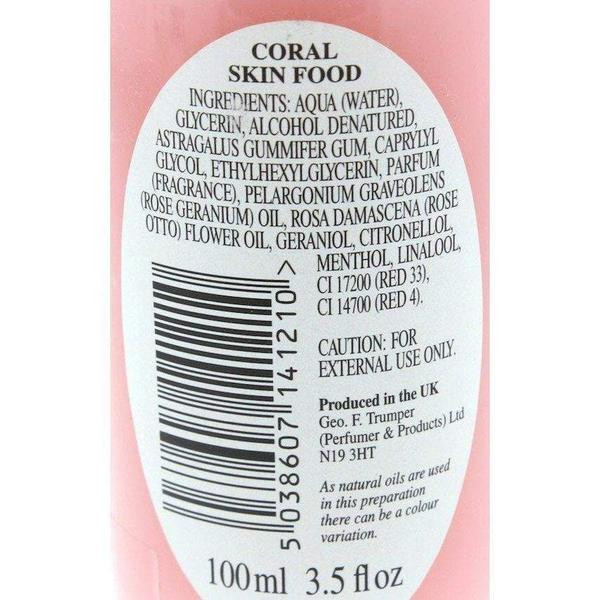 CORAL
SKIN FOOD
INGREDIENTS: AQUA (WATER),
GLYCERIN, ALCOHOL DENATURED,
ASTRAGALUS GUMMIFER GUM, CAPRYLYL
GLYCOL, ETHYLHEXYLGLYCERIN, PARFUM
(FRAGRANCE), PELARGONIUM GRAVEOLENS
(ROSE GERANIUM) OIL, ROSA DAMASCENA (ROSE
OTTO) FLOWER OIL, GERANIOL, CITRONELLOL,
MENTHOL, LINALOOL,
CI 17200 (RED 33),
CI 14700 (RED 4).
CAUTION: FOR
EXTERNAL USE ONLY.
Produced in the UK
Geo. F. Trumper
(Perfumer & Products) Ltd
N19 3HT
As natural oils are used
in this preparation
there can be a colour
variation.
5 038607 141210 >
100ml 3.5 fl oz